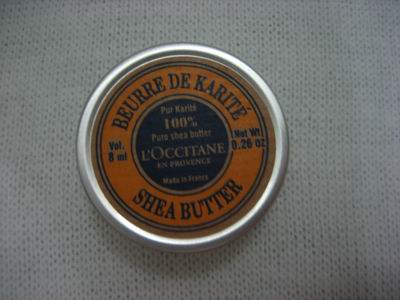 BEURRE DE KARITÉ
Pur Karité
100%
Pure shea butter
Vol.
8 ml
Net Wt
0.26 oz
L'OCCITANE
EN PROVENCE
Made in France
SHEA BUTTER